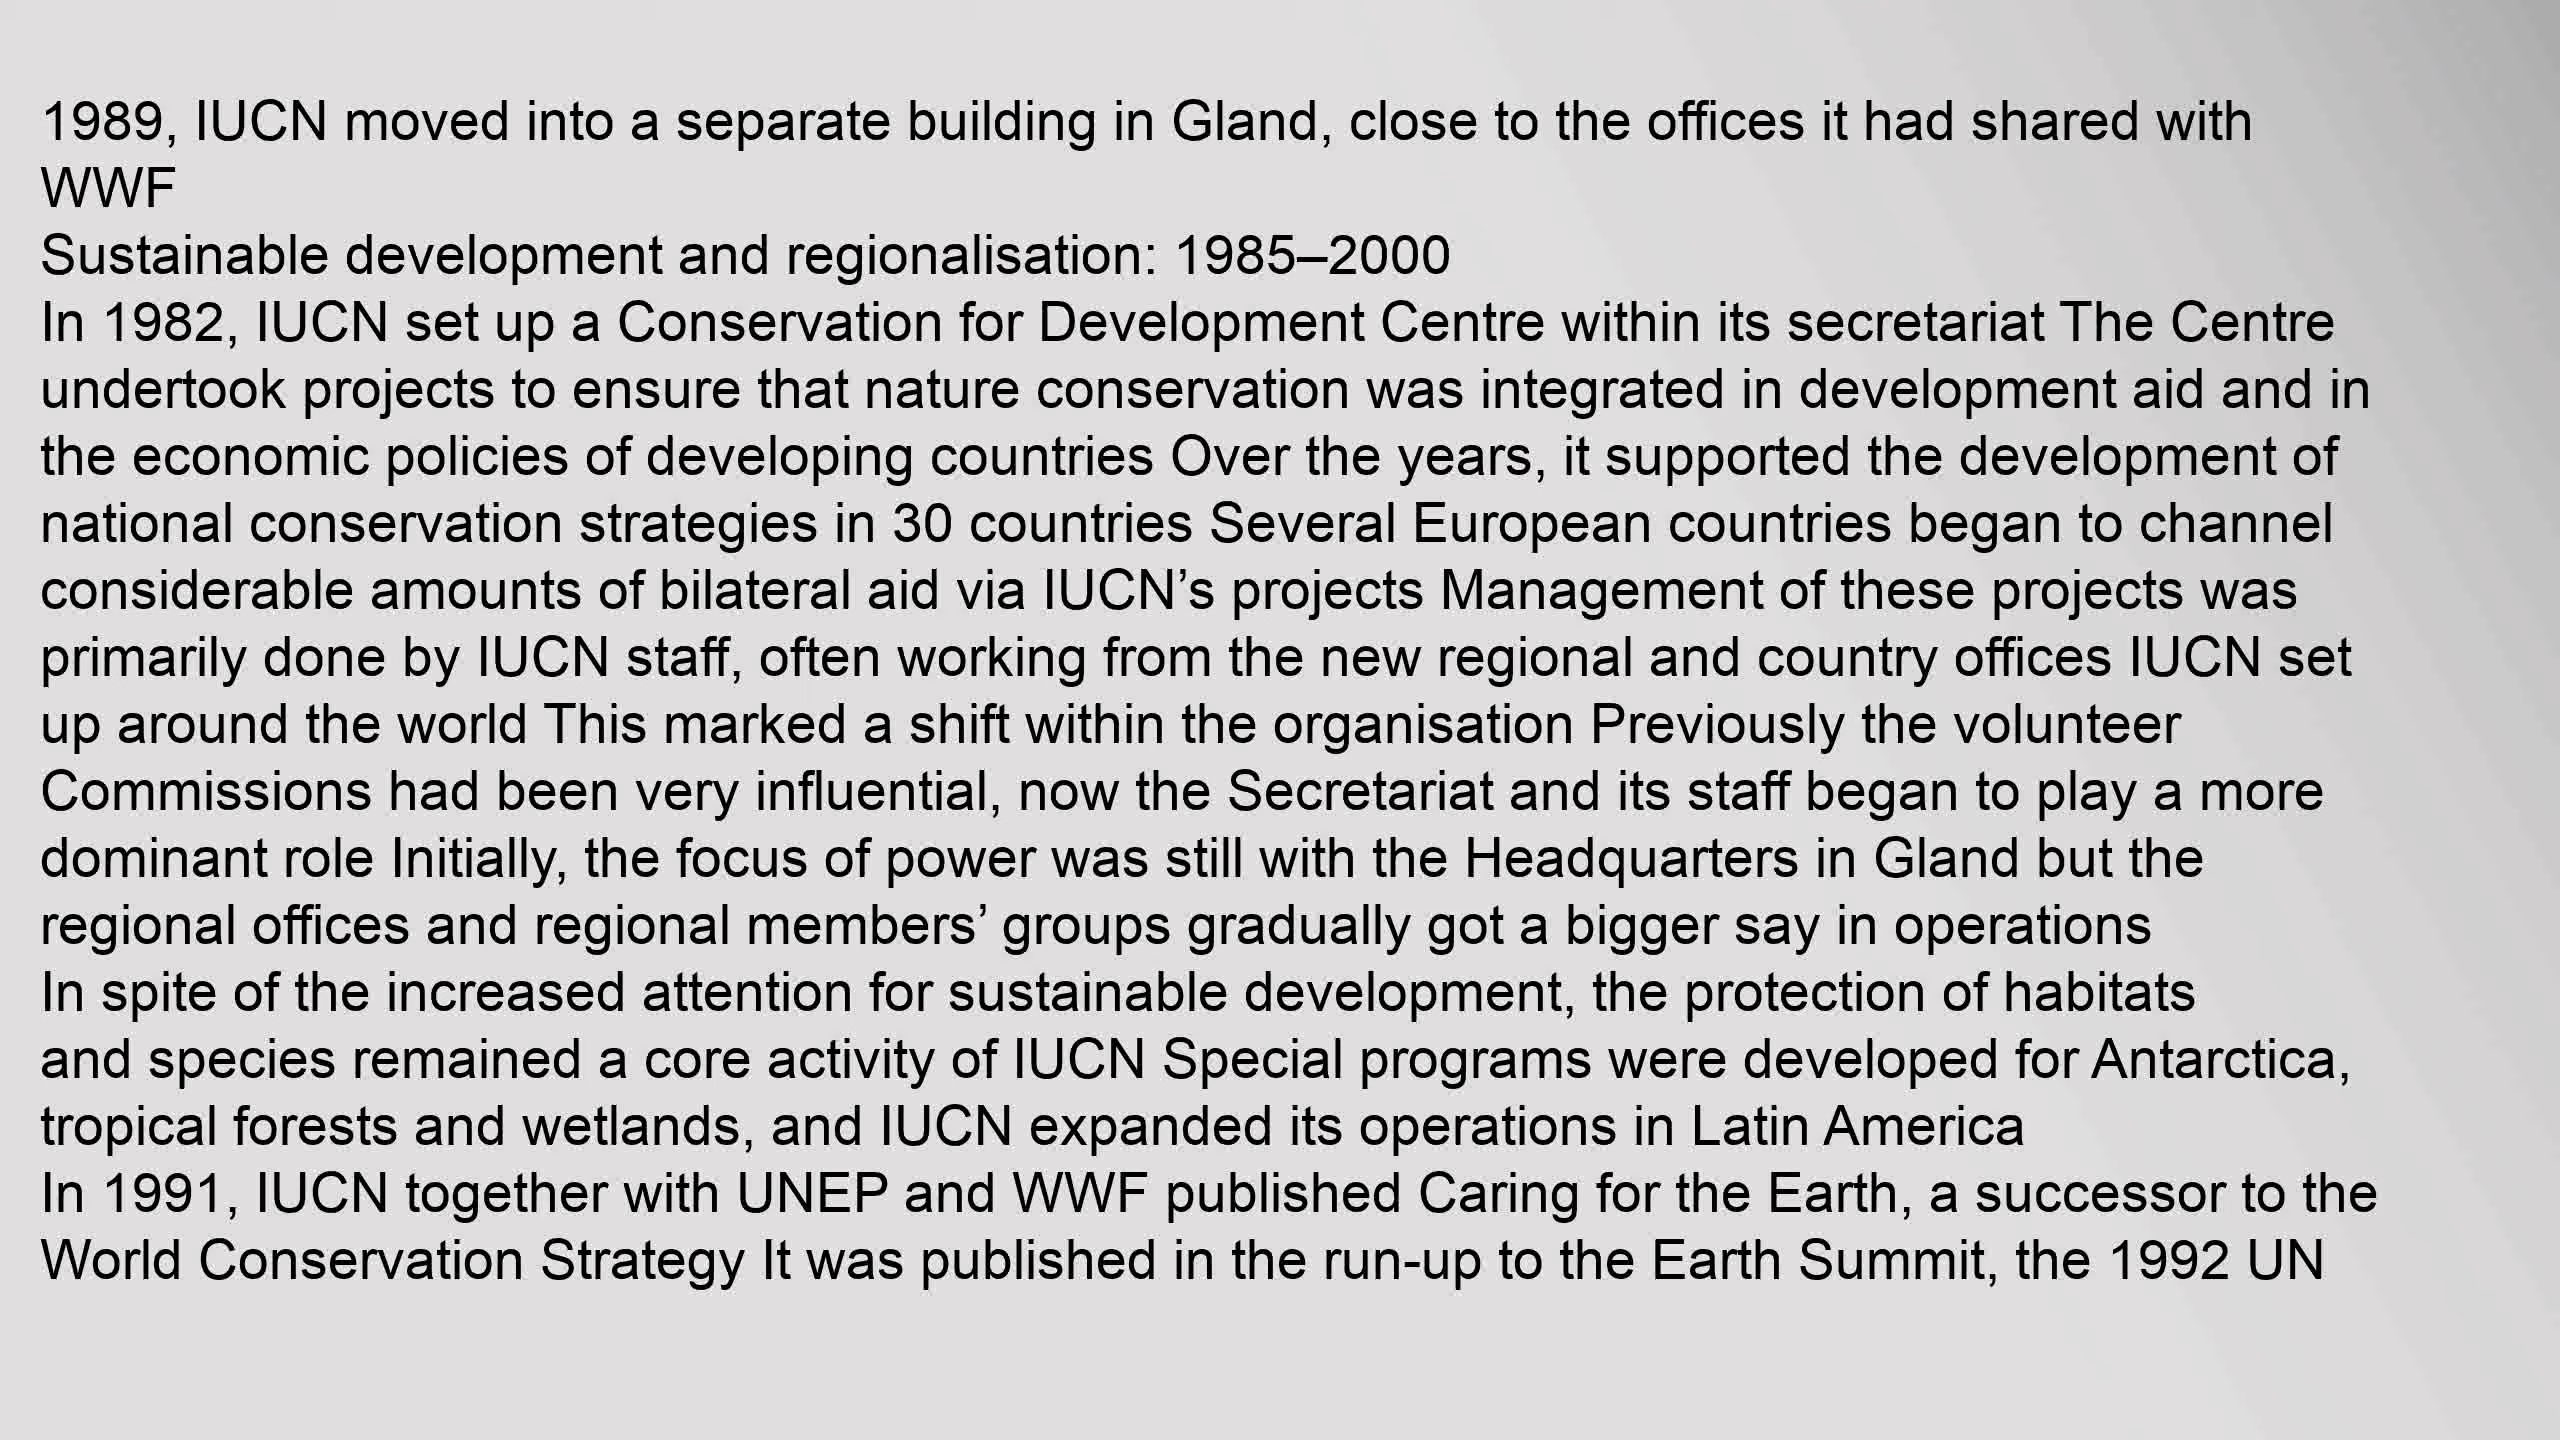 1989, IUCN moved into a separate building in Gland, close to the offices it had shared with
WWF
Sustainable development and regionalisation: 1985–2000
In 1982, IUCN set up a Conservation for Development Centre within its secretariat The Centre
undertook projects to ensure that nature conservation was integrated in development aid and in
the economic policies of developing countries Over the years, it supported the development of
national conservation strategies in 30 countries Several European countries began to channel
considerable amounts of bilateral aid via IUCN’s projects Management of these projects was
primarily done by IUCN staff, often working from the new regional and country offices IUCN set
up around the world This marked a shift within the organisation Previously the volunteer
Commissions had been very influential, now the Secretariat and its staff began to play a more
dominant role Initially, the focus of power was still with the Headquarters in Gland but the
regional offices and regional members’ groups gradually got a bigger say in operations
In spite of the increased attention for sustainable development, the protection of habitats
and species remained a core activity of IUCN Special programs were developed for Antarctica,
tropical forests and wetlands, and IUCN expanded its operations in Latin America
In 1991, IUCN together with UNEP and WWF published Caring for the Earth, a successor to the
World Conservation Strategy It was published in the run-up to the Earth Summit, the 1992 UN